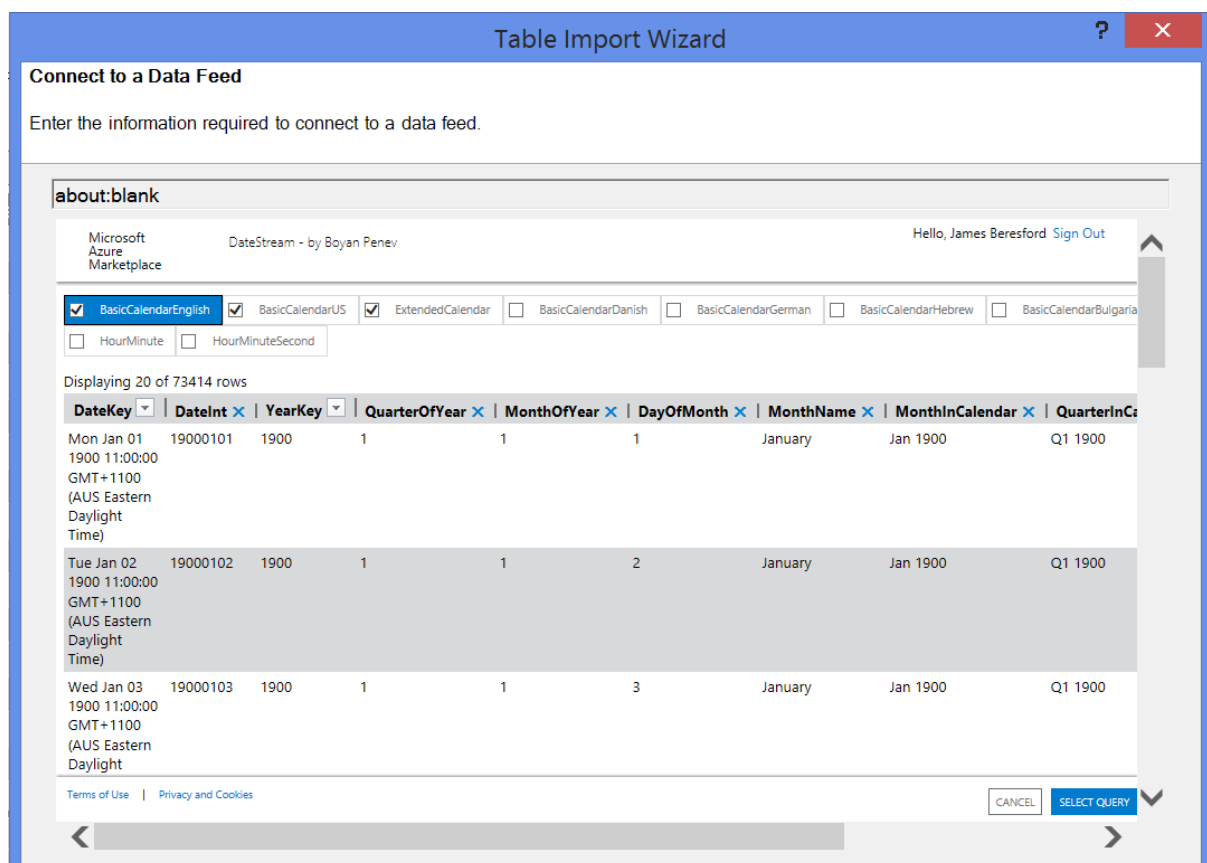 Table Import Wizard ?
Connect to a Data Feed
Enter the information required to connect to a data feed.
about:blank
Microsoft Azure Marketplace DateStream - by Boyan Penev Hello, James Beresford Sign Out
BasicCalendarEnglish BasicCalendarUS ExtendedCalendar BasicCalendarDanish BasicCalendarGerman BasicCalendarHebrew BasicCalendarBulgaria
HourMinute HourMinuteSecond
Displaying 20 of 73414 rows
DateKey | DateInt | YearKey | QuarterOfYear | MonthOfYear | DayOfMonth | MonthName | MonthInCalendar | QuarterInCa
Mon Jan 01 19000101 1900 1 1 1 January Jan 1900 Q1 1900
1900 11:00:00
GMT+1100
(AUS Eastern
Daylight
Time)
Tue Jan 02 19000102 1900 1 1 2 January Jan 1900 Q1 1900
1900 11:00:00
GMT+1100
(AUS Eastern
Daylight
Time)
Wed Jan 03 19000103 1900 1 1 3 January Jan 1900 Q1 1900
1900 11:00:00
GMT+1100
(AUS Eastern
Daylight
Terms of Use | Privacy and Cookies CANCEL SELECT QUERY